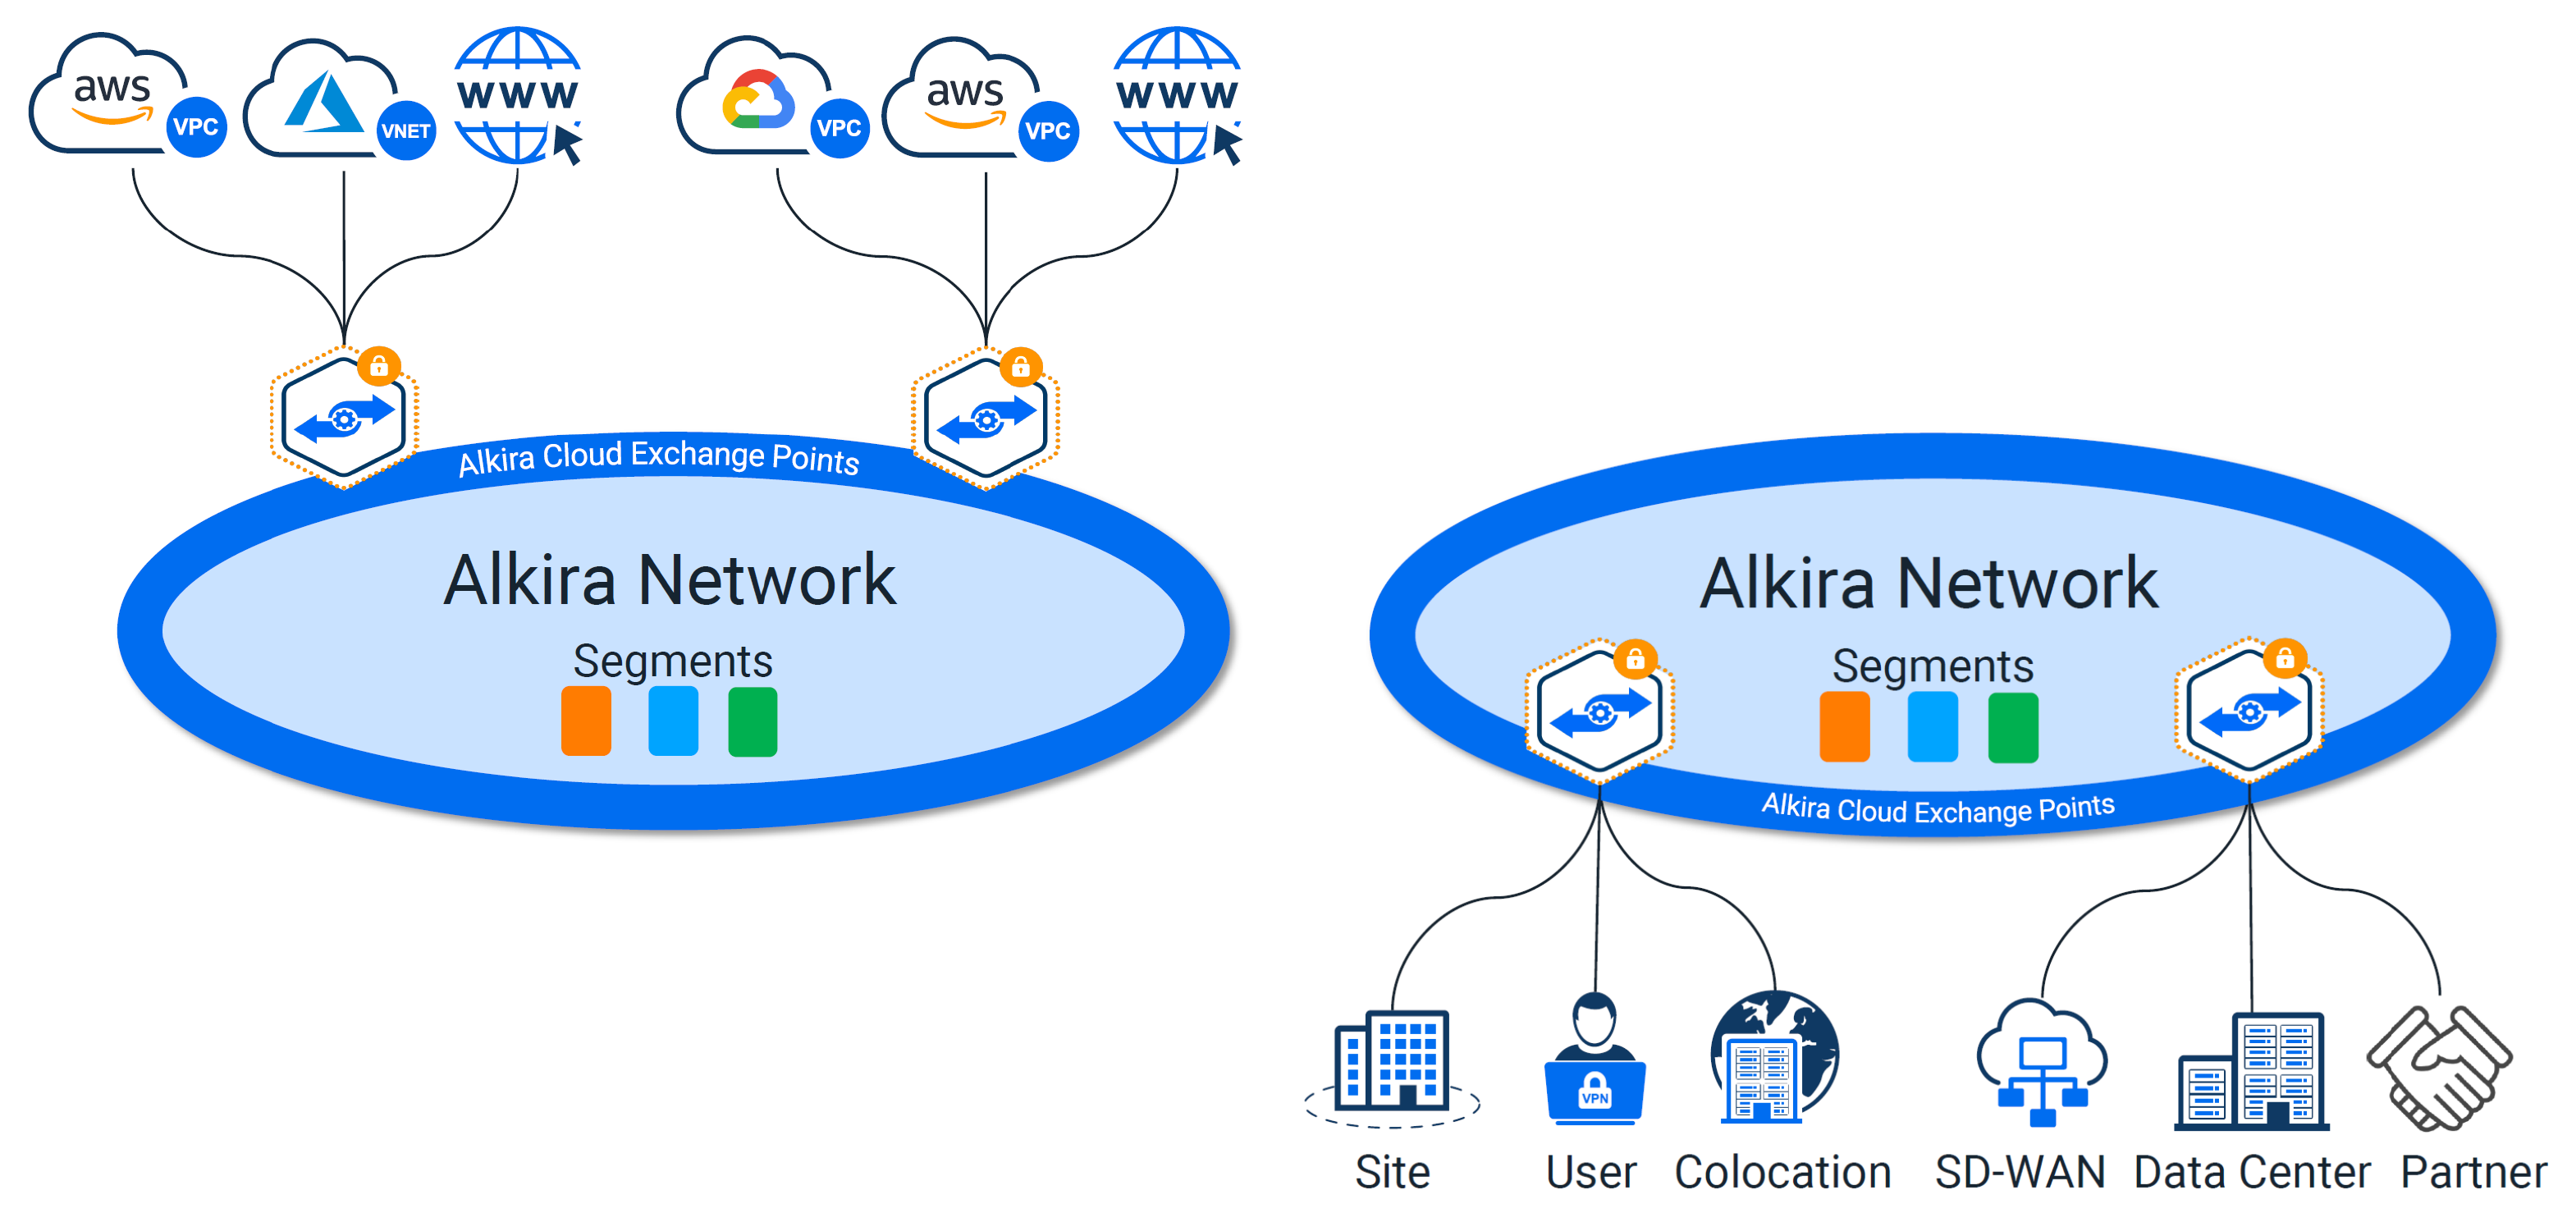 aws
VPC
VNET
www
VPC
aws
VPC
www
Alkira Cloud Exchange Points
Alkira Network
Segments
Alkira Network
Segments
Alkira Cloud Exchange Points
VPN
Site
User
Colocation
SD-WAN
Data Center
Partner